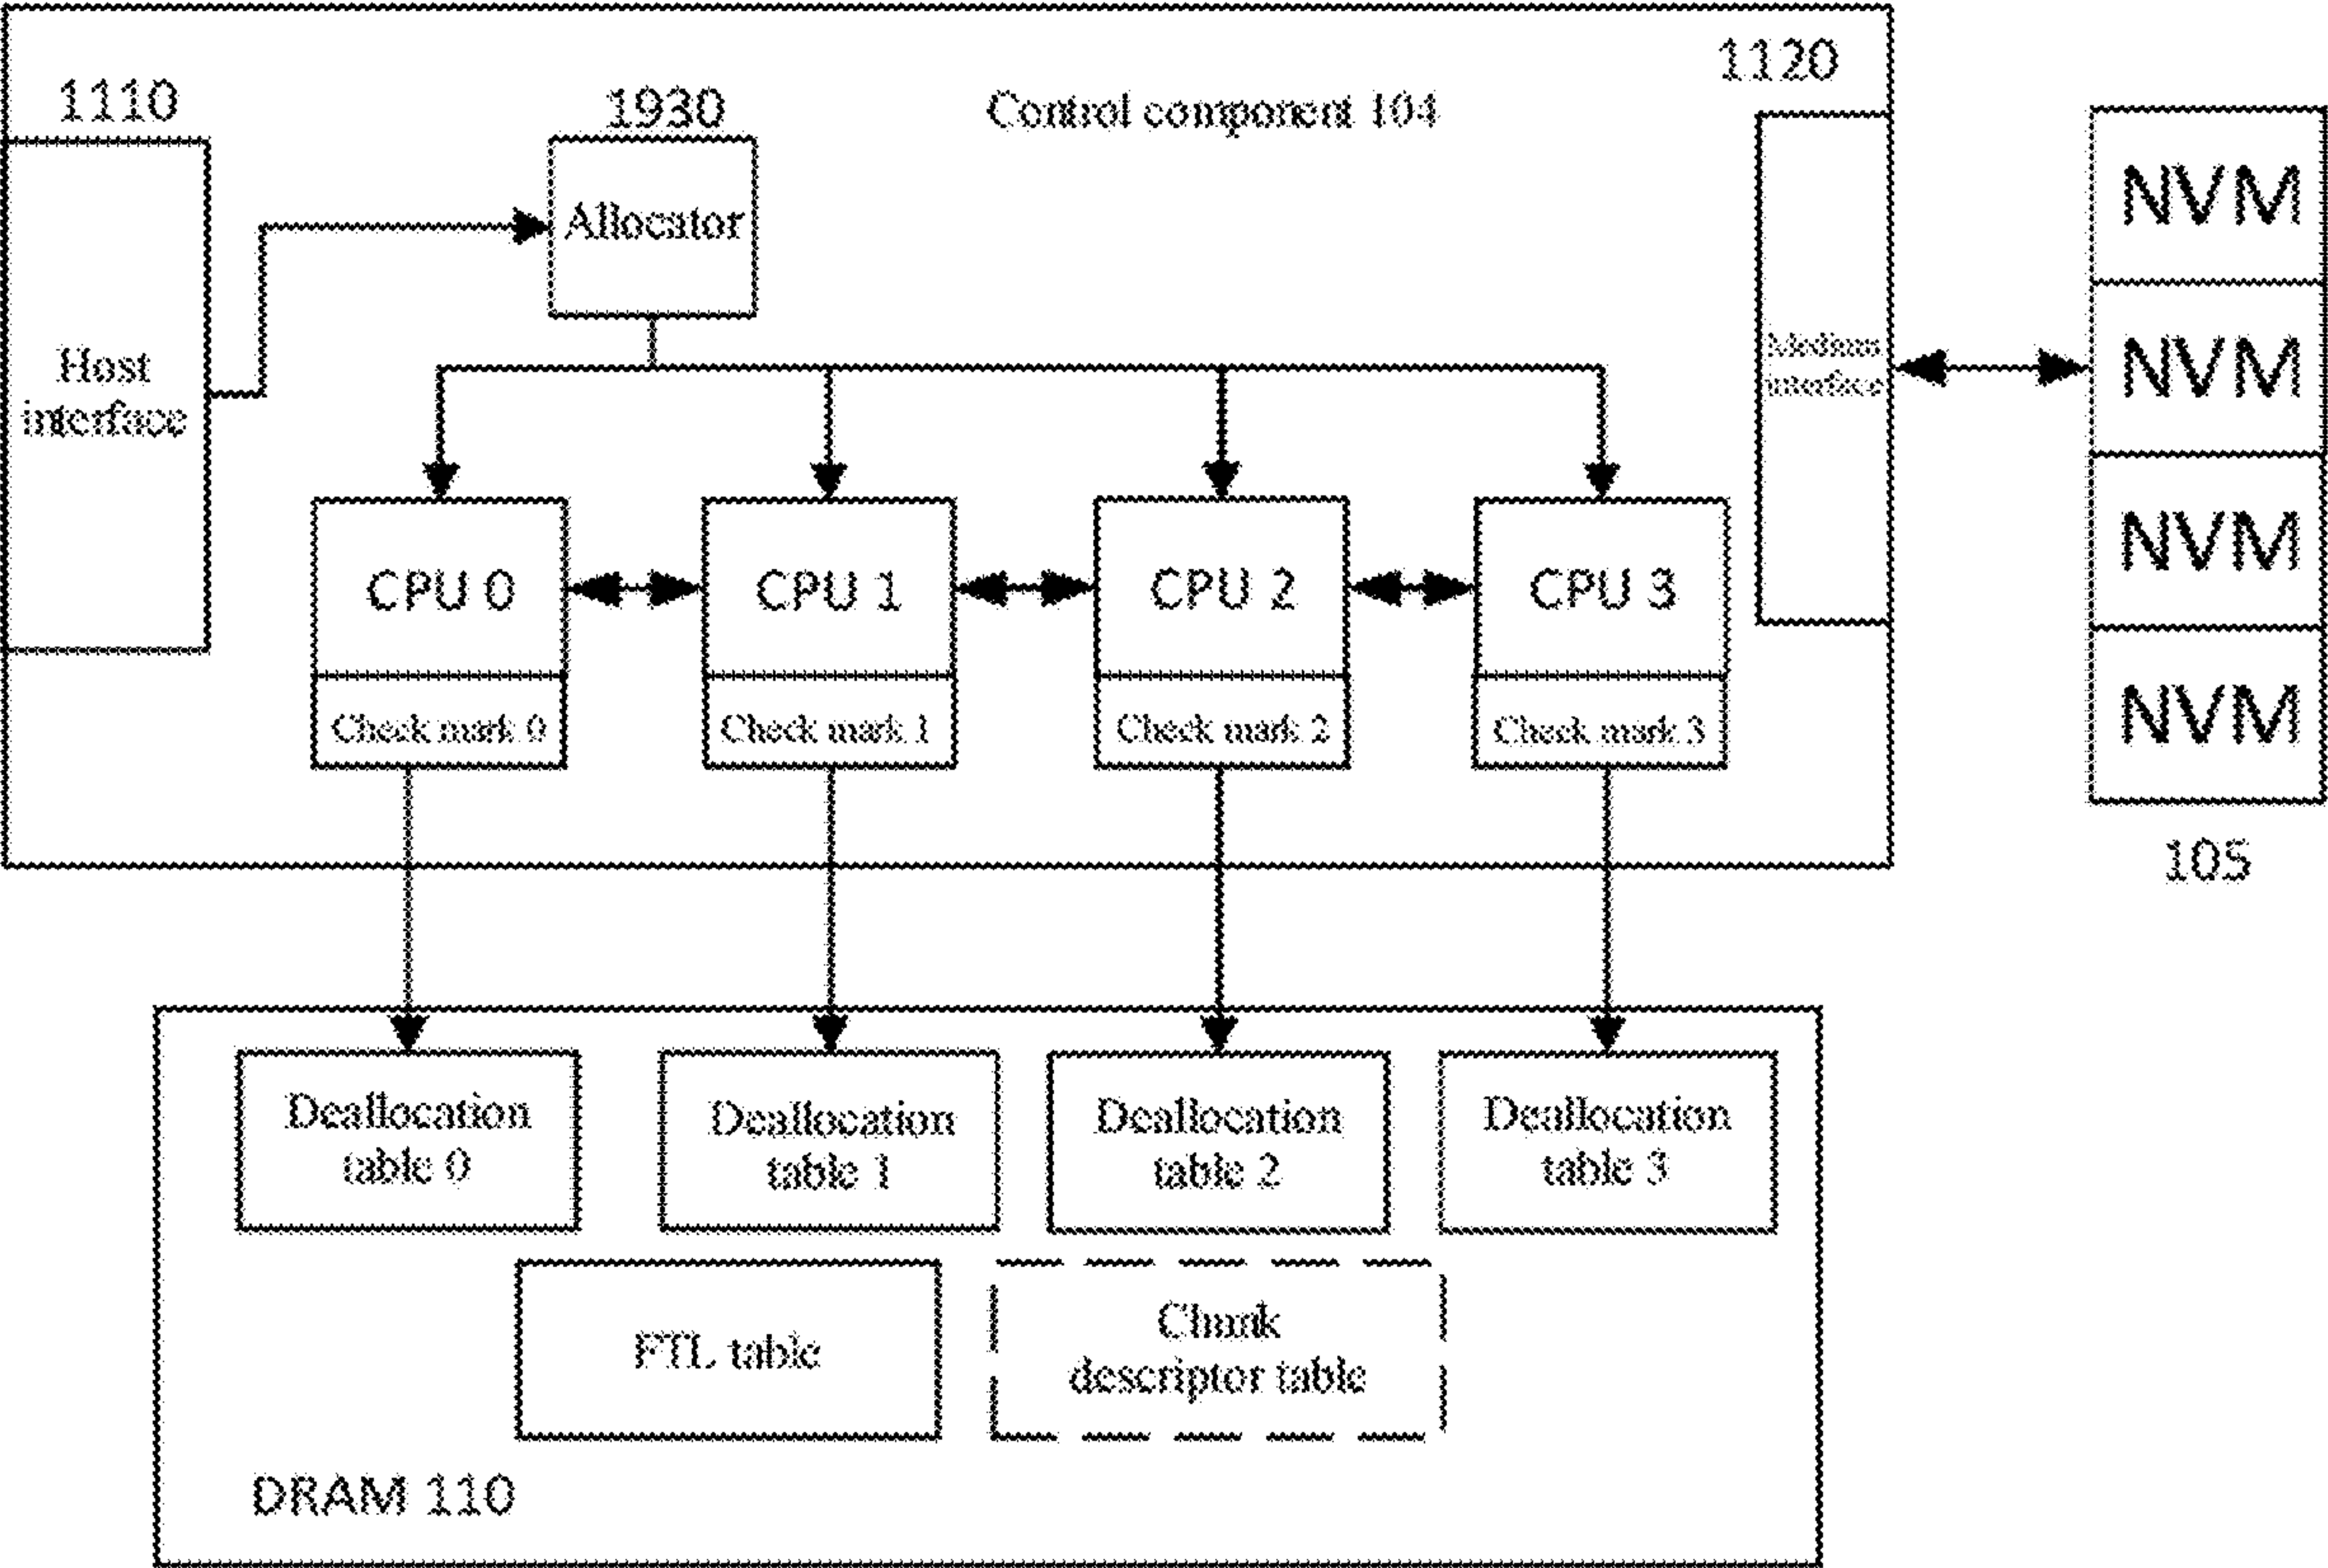 1120
1110
1930
Control component 104
NVM
Allocator
Host
interface
Medium
interface
NVM
CPU 0
CPU 1
CPU 2
CPU 3
NVM
Check mark 0
Check mark 1
Check mark 2
Check mark 3
NVM
105
Deallocation
table 0
Deallocation
table 1
Deallocation
table 2
Deallocation
table 3
FTL table
Chunk
descriptor table
DRAM 110